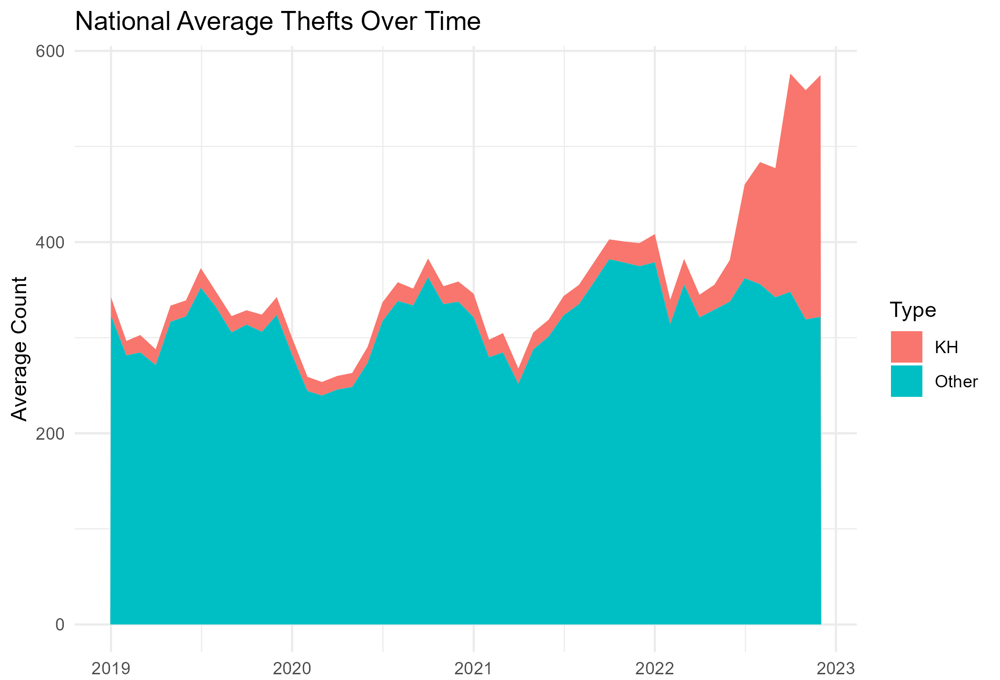 National Average Thefts Over Time
600
400
200
0
Average Count
2019 2020 2021 2022 2023
Type
KH
Other